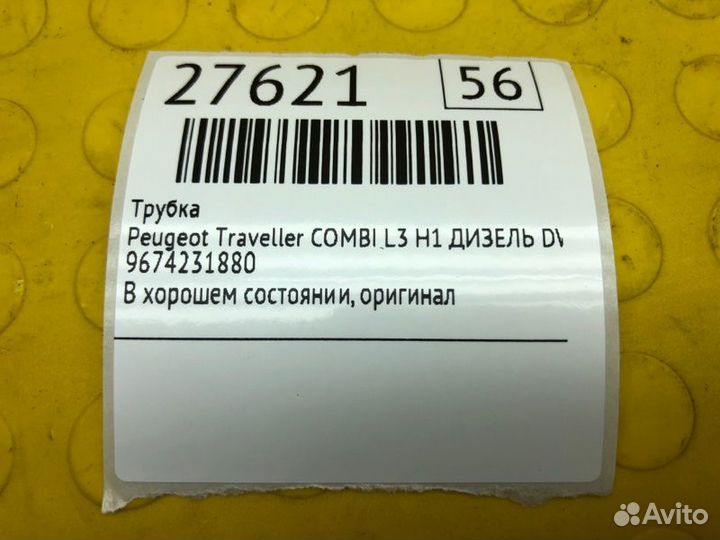 27621 56
Трубка
Peugeot Traveller COMBI L3 H1 ДИЗЕЛЬ DV
9674231880
В хорошем состоянии, оригинал
Avito